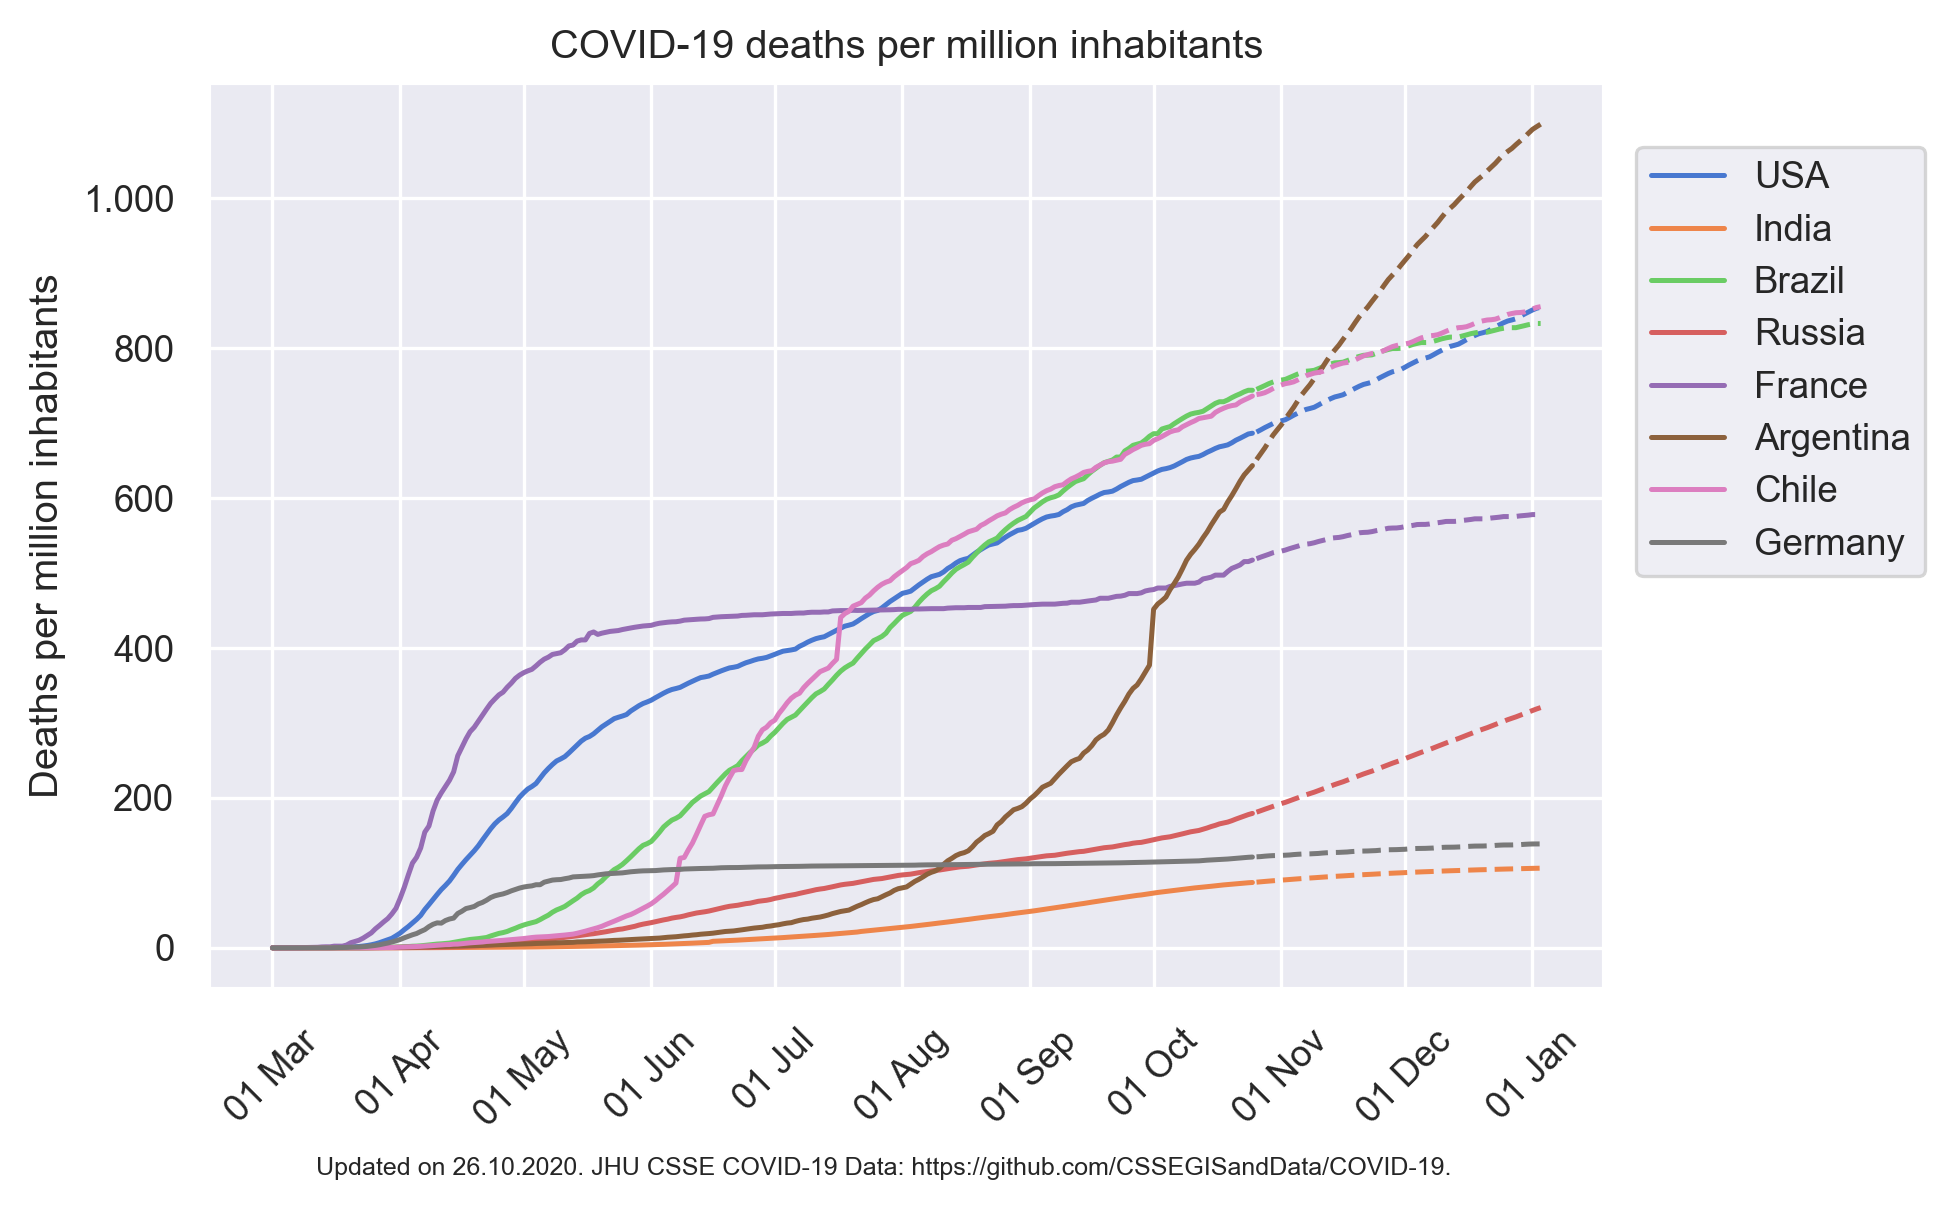 COVID-19 deaths per million inhabitants
Deaths per million inhabitants
1.000
800
600
400
200
0
01 Mar
01 Apr
01 May
01 Jun
01 Jul
01 Aug
01 Sep
01 Oct
01 Nov
01 Dec
01 Jan
USA
India
Brazil
Russia
France
Argentina
Chile
Germany
Updated on 26.10.2020. JHU CSSE COVID-19 Data: https://github.com/CSSEGISandData/COVID-19.